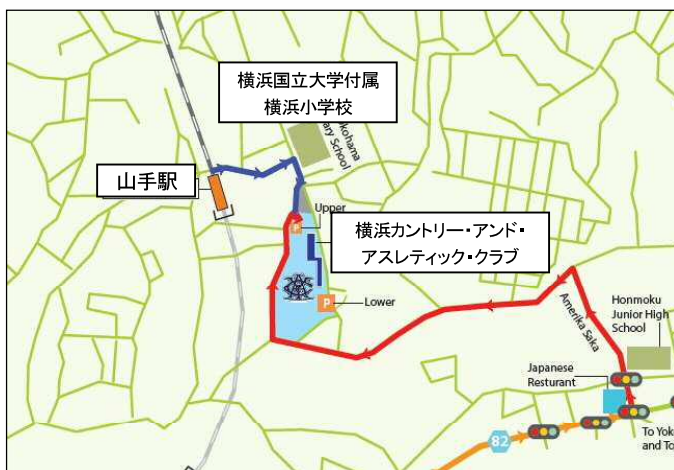 横浜国立大学付属
横浜小学校
kohama
ary School
山手駅
Upper
P
横浜カントリー・アンド・
アスレティック・クラブ
P
Lower
Amerika Saka
Honmoku
Junior High
School
Japanese
Resturant
82
To Yok
and To